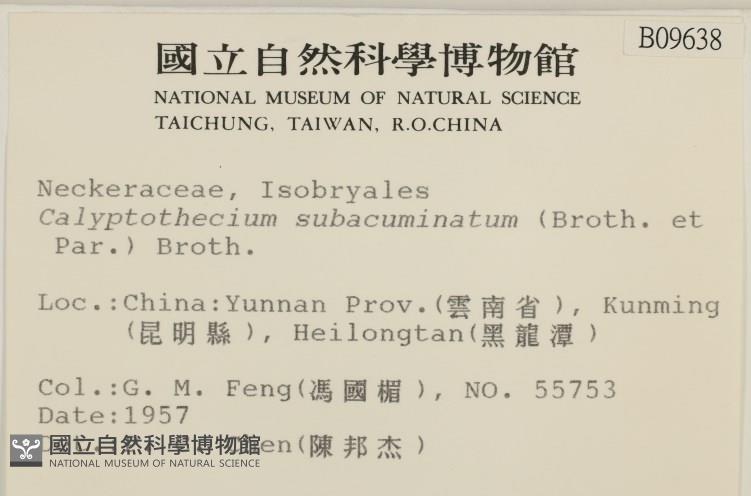 B09638
國立自然科學博物館
NATIONAL MUSEUM OF NATURAL SCIENCE
TAICHUNG, TAIWAN, R.O.CHINA
Neckeraceae, Isobryales
Calyptothecium subacuminatum (Broth. et
Par.) Broth.
Loc.:China:Yunnan Prov.(雲南省), Kunming
(昆明縣), Heilongtan(黑龍潭)
Col.:G. M. Feng(馮國楣), NO. 55753
Date:1957
(陳邦杰)
國立自然科學博物館
NATIONAL MUSEUM OF NATURAL SCIENCE